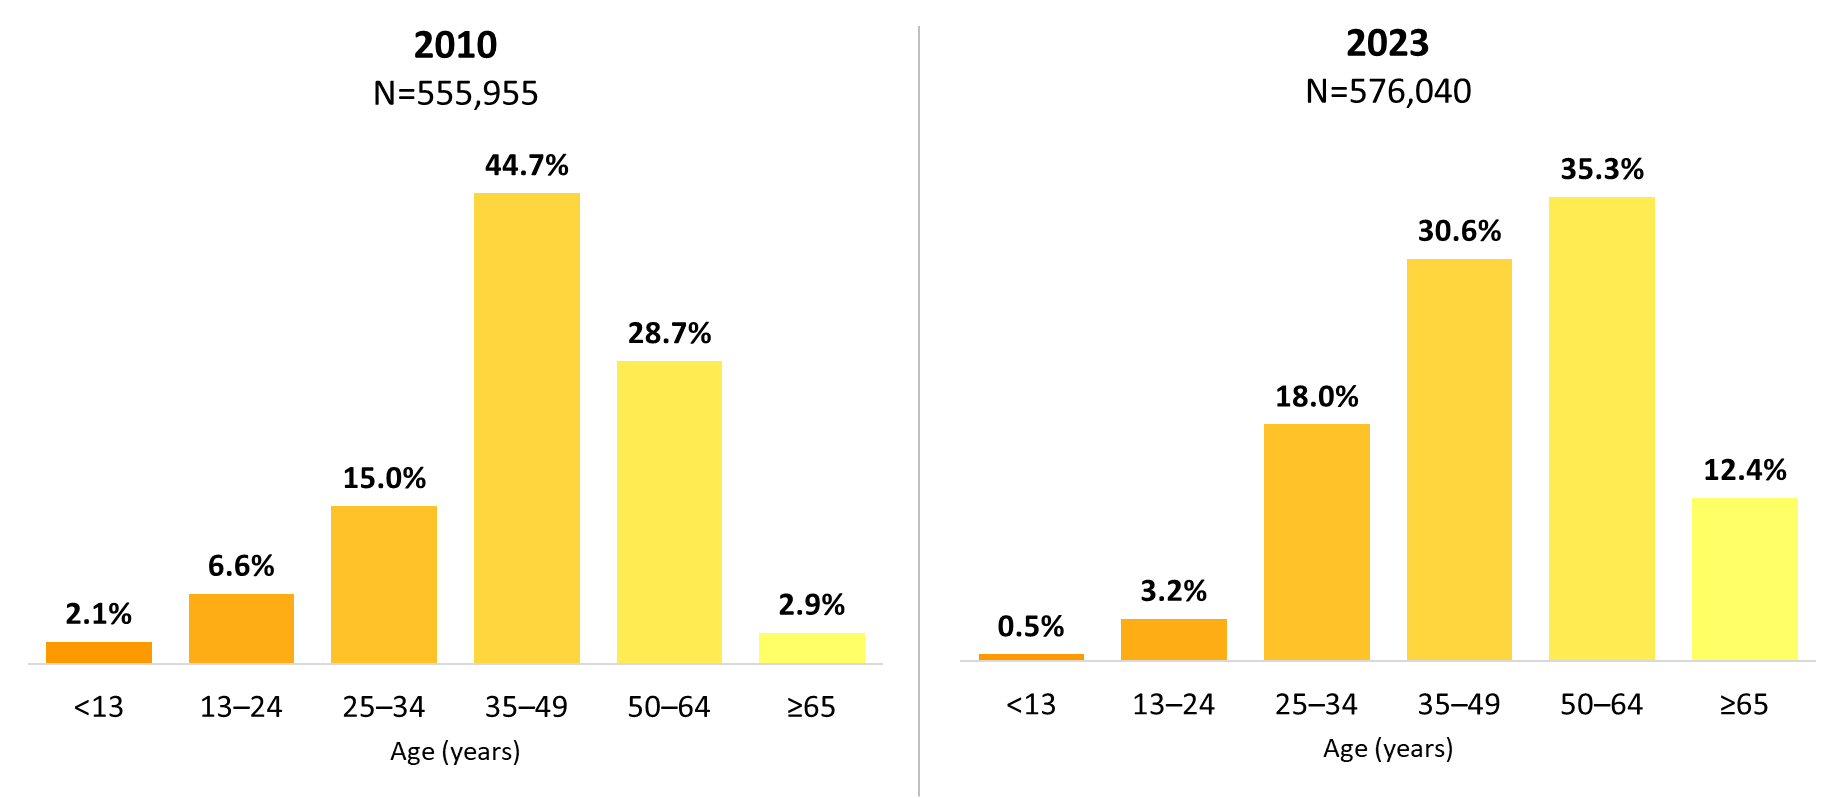 2010
N=555,955
44.7%
28.7%
15.0%
6.6%
2.9%
2.1%
<13 13–24 25–34 35–49 50–64 ≥65
Age (years)
2023
N=576,040
35.3%
30.6%
18.0%
12.4%
3.2%
0.5%
<13 13–24 25–34 35–49 50–64 ≥65
Age (years)